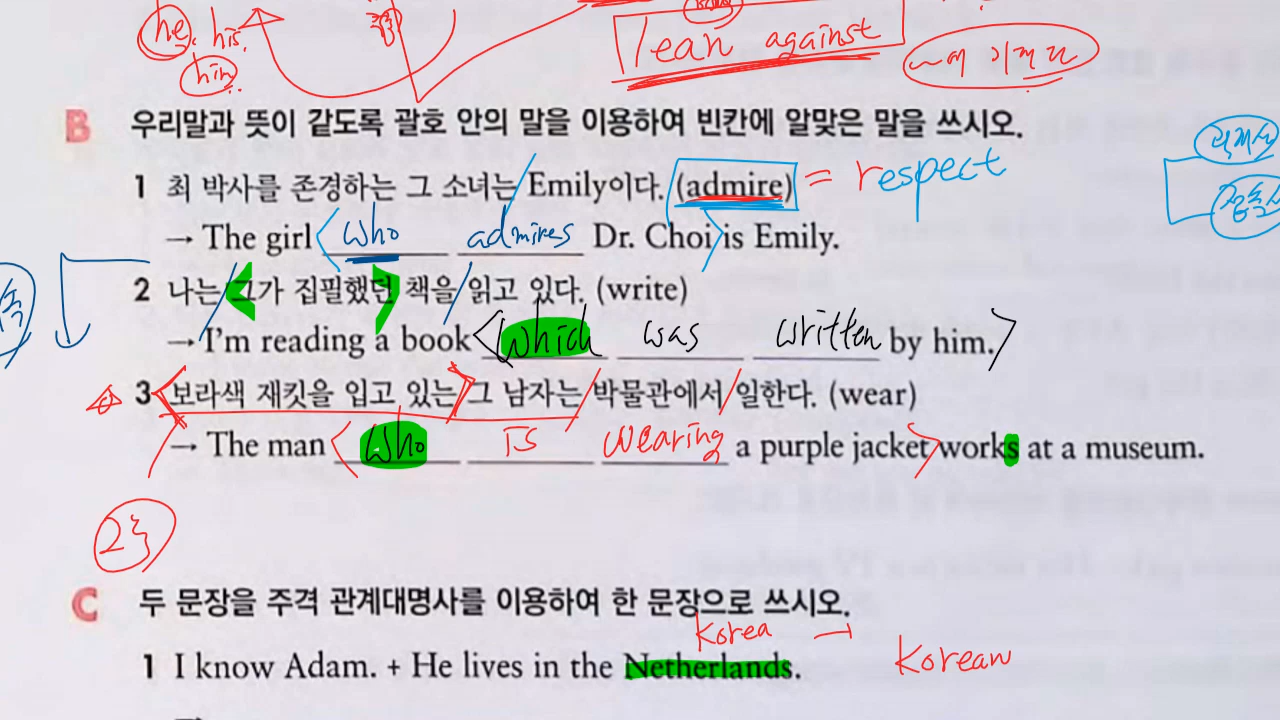 he. his.
him.
lean against
~에 기대다
B 우리말과 뜻이 같도록 괄호 안의 말을 이용하여 빈칸에 알맞은 말을 쓰시오.
1 최 박사를 존경하는 그 소녀는 Emily이다. (admire) = respect
→ The girl who admires Dr. Choi is Emily.
2 나는 그가 집필했던 책을 읽고 있다. (write)
→ I'm reading a book which was written by him.
3 보라색 재킷을 입고 있는 그 남자는 박물관에서 일한다. (wear)
→ The man who is wearing a purple jacket works at a museum.
C 두 문장을 주격 관계대명사를 이용하여 한 문장으로 쓰시오.
Korea → Korean
1 I know Adam. + He lives in the Netherlands.